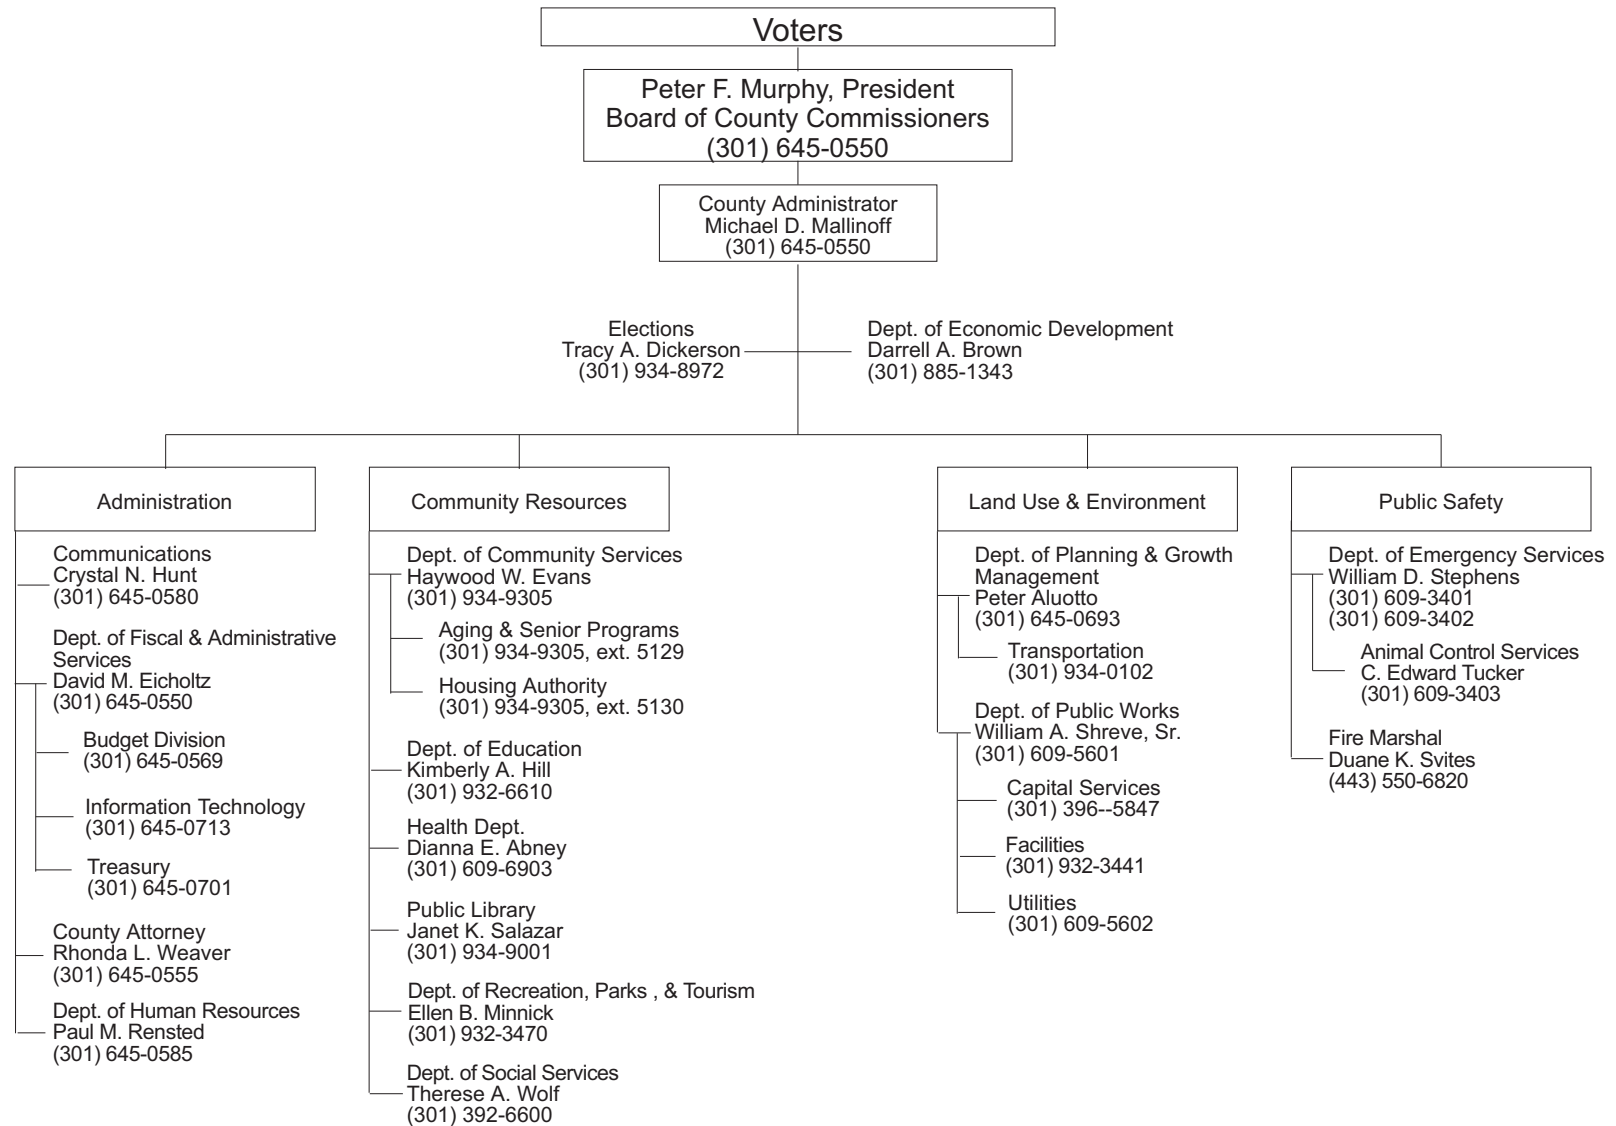 Voters
Peter F. Murphy, President
Board of County Commissioners
(301) 645-0550
County Administrator
Michael D. Mallinoff
(301) 645-0550
Elections
Tracy A. Dickerson
(301) 934-8972
Dept. of Economic Development
Darrell A. Brown
(301) 885-1343
Administration
Communications
Crystal N. Hunt
(301) 645-0580
Dept. of Fiscal & Administrative
Services
David M. Eicholtz
(301) 645-0550
Budget Division
(301) 645-0569
Information Technology
(301) 645-0713
Treasury
(301) 645-0701
County Attorney
Rhonda L. Weaver
(301) 645-0555
Dept. of Human Resources
Paul M. Rensted
(301) 645-0585
Community Resources
Dept. of Community Services
Haywood W. Evans
(301) 934-9305
Aging & Senior Programs
(301) 934-9305, ext. 5129
Housing Authority
(301) 934-9305, ext. 5130
Dept. of Education
Kimberly A. Hill
(301) 932-6610
Health Dept.
Dianna E. Abney
(301) 609-6903
Public Library
Janet K. Salazar
(301) 934-9001
Dept. of Recreation, Parks , & Tourism
Ellen B. Minnick
(301) 932-3470
Dept. of Social Services
Therese A. Wolf
(301) 392-6600
Land Use & Environment
Dept. of Planning & Growth
Management
Peter Aluotto
(301) 645-0693
Transportation
(301) 934-0102
Dept. of Public Works
William A. Shreve, Sr.
(301) 609-5601
Capital Services
(301) 396--5847
Facilities
(301) 932-3441
Utilities
(301) 609-5602
Public Safety
Dept. of Emergency Services
William D. Stephens
(301) 609-3401
(301) 609-3402
Animal Control Services
C. Edward Tucker
(301) 609-3403
Fire Marshal
Duane K. Svites
(443) 550-6820